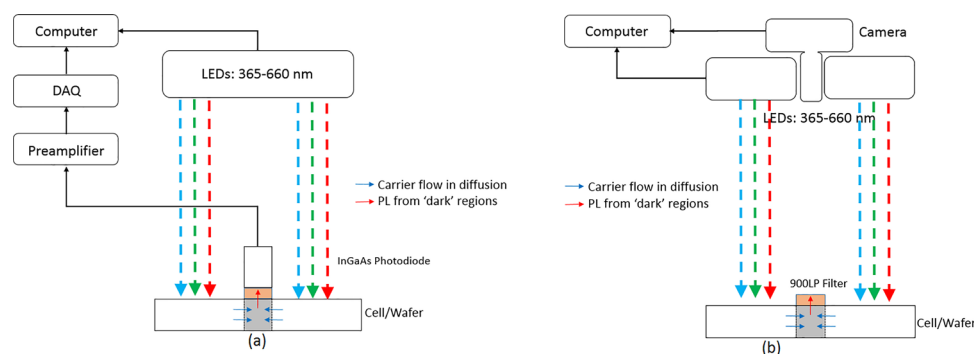 Computer
LEDs: 365-660 nm
DAQ
Preamplifier
Carrier flow in diffusion
PL from 'dark' regions
InGaAs Photodiode
Cell/Wafer
(a)
Camera
Computer
LEDs: 365-660 nm
Carrier flow in diffusion
PL from 'dark' regions
900LP Filter
Cell/Wafer
(b)